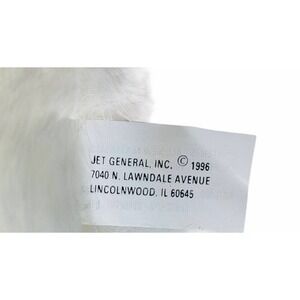 JET GENERAL, INC. © 1996
7040 N. LAWNDALE AVENUE
LINCOLNWOOD, IL 60645